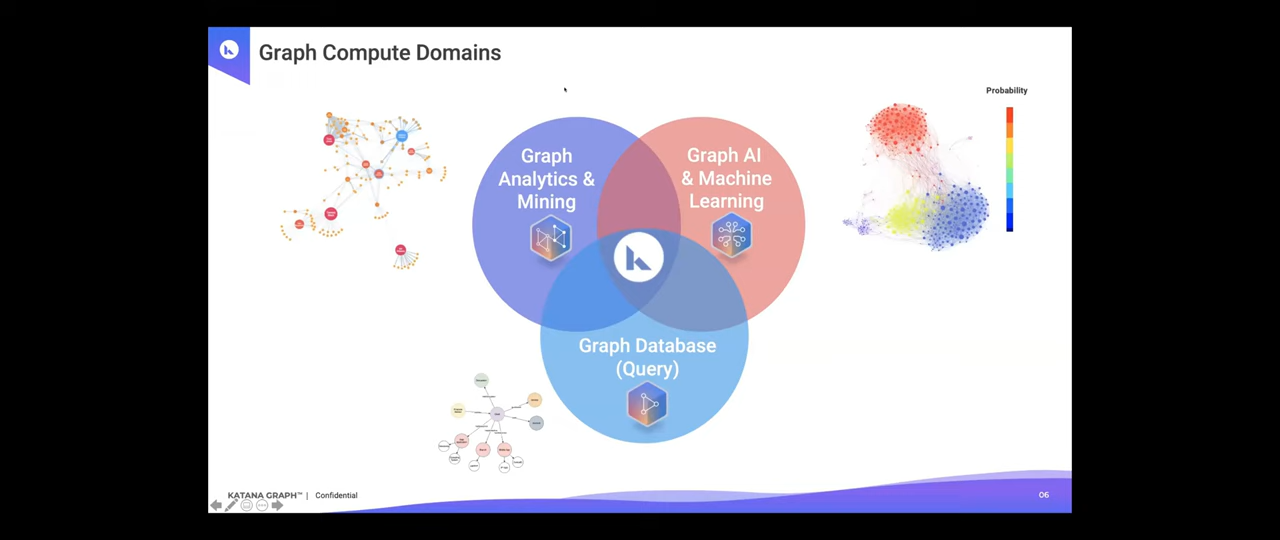 Graph Compute Domains
Probability
Graph
Analytics &
Mining
Graph AI
& Machine
Learning
Graph Database
(Query)
KATANA GRAPH™ | Confidential
06